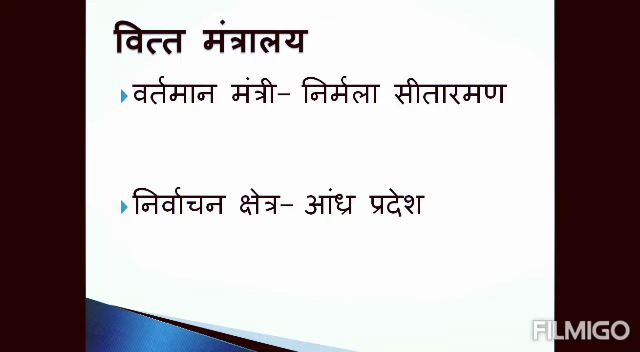 वित्त मंत्रालय
वर्तमान मंत्री– निर्मला सीतारमण
निर्वाचन क्षेत्र– आंध्र प्रदेश
FILMIGO